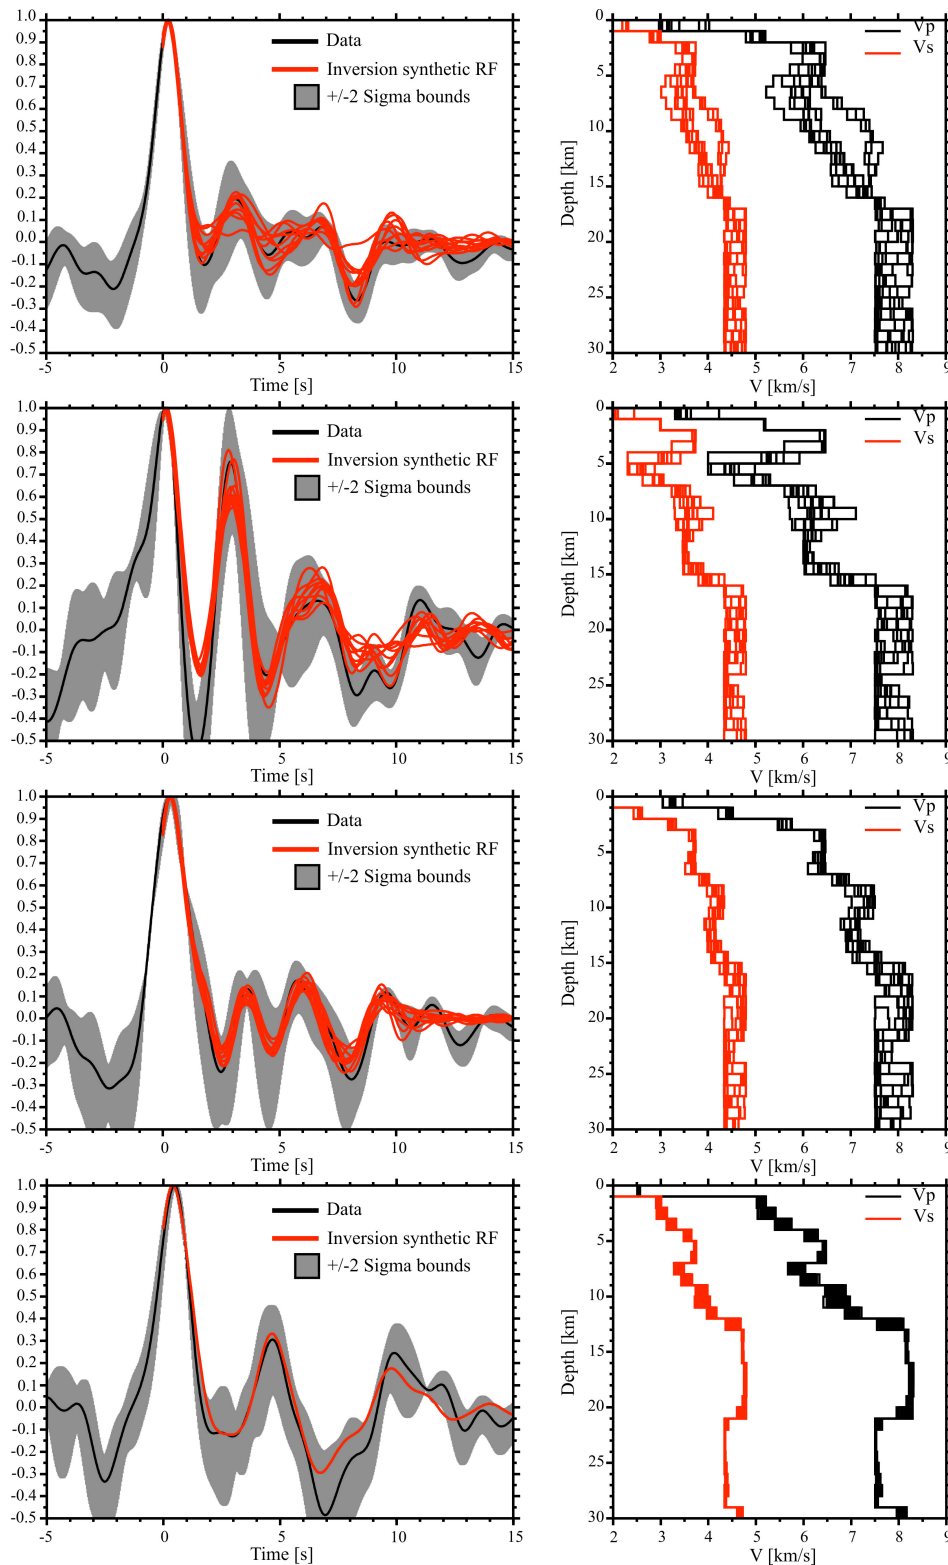 1.0
0.9
0.8
0.7
0.6
0.5
0.4
0.3
0.2
0.1
0.0
-0.1
-0.2
-0.3
-0.4
-0.5
Data
Inversion synthetic RF
+/-2 Sigma bounds
-5 0 5 10 15
Time [s]
0
5
10
15
20
25
30
Depth [km]
Vp
Vs
2 3 4 5 6 7 8 9
V [km/s]
1.0
0.9
0.8
0.7
0.6
0.5
0.4
0.3
0.2
0.1
0.0
-0.1
-0.2
-0.3
-0.4
-0.5
Data
Inversion synthetic RF
+/-2 Sigma bounds
-5 0 5 10 15
Time [s]
0
5
10
15
20
25
30
Depth [km]
Vp
Vs
2 3 4 5 6 7 8 9
V [km/s]
1.0
0.9
0.8
0.7
0.6
0.5
0.4
0.3
0.2
0.1
0.0
-0.1
-0.2
-0.3
-0.4
-0.5
Data
Inversion synthetic RF
+/-2 Sigma bounds
-5 0 5 10 15
Time [s]
0
5
10
15
20
25
30
Depth [km]
Vp
Vs
2 3 4 5 6 7 8 9
V [km/s]
1.0
0.9
0.8
0.7
0.6
0.5
0.4
0.3
0.2
0.1
0.0
-0.1
-0.2
-0.3
-0.4
-0.5
Data
Inversion synthetic RF
+/-2 Sigma bounds
-5 0 5 10 15
Time [s]
0
5
10
15
20
25
30
Depth [km]
Vp
Vs
2 3 4 5 6 7 8 9
V [km/s]